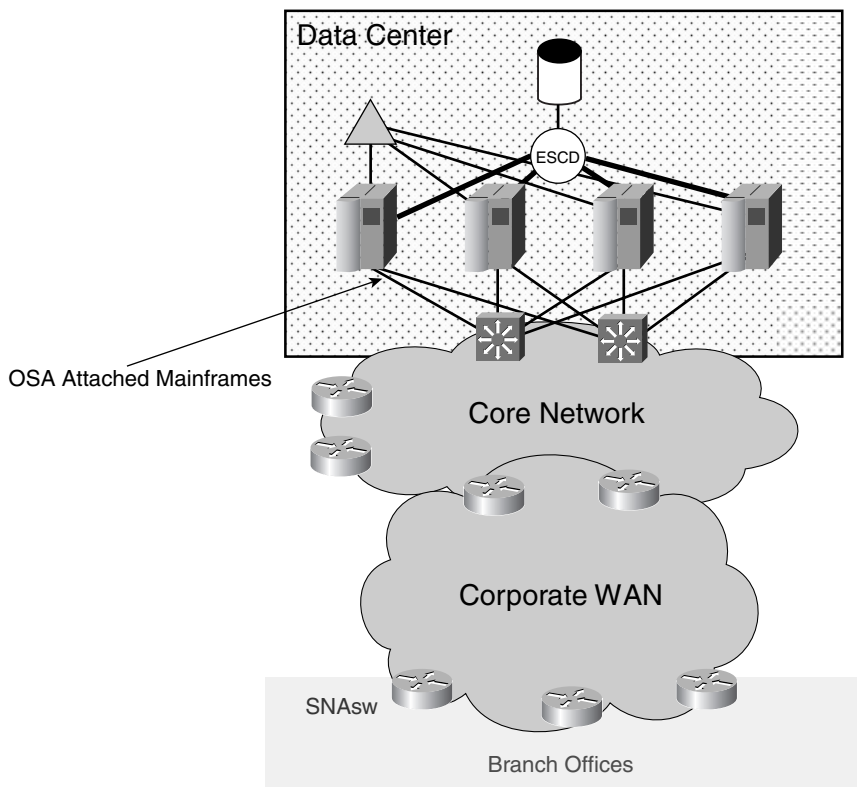 Data Center
ESCD
OSA Attached Mainframes
Core Network
Corporate WAN
SNAsw
Branch Offices